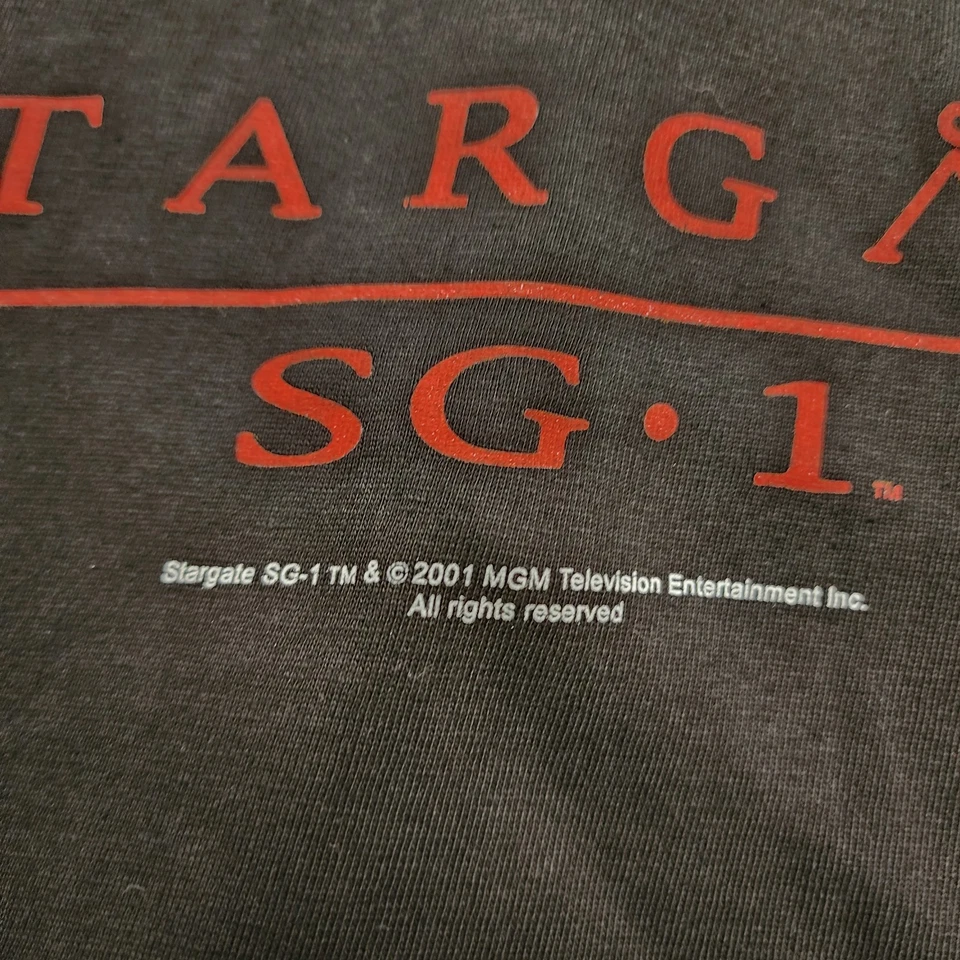 TARGA
SG·1 TM
Stargate SG-1 TM & © 2001 MGM Television Entertainment Inc.
All rights reserved